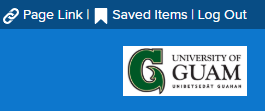 Page Link | Saved Items | Log Out
UNIVERSITY OF
GUAM
UNIBETSEDÅT GUAHAN